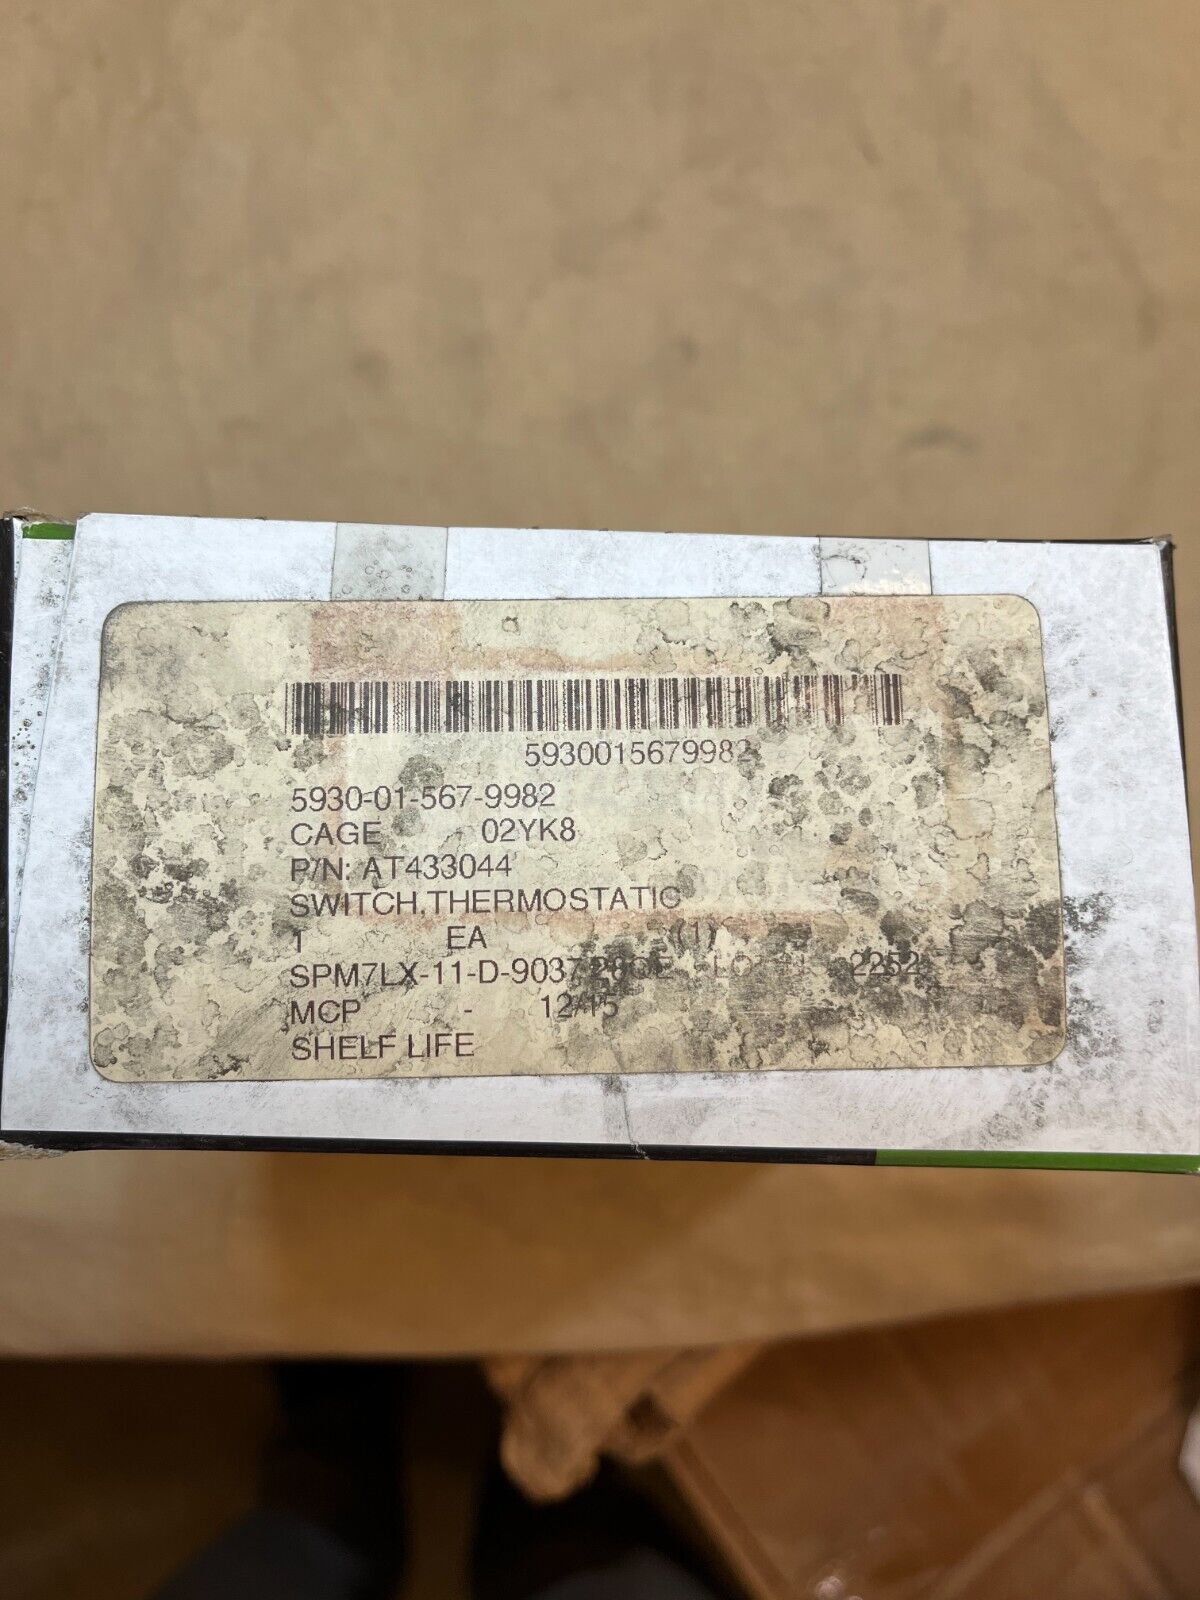 5930015679982
5930-01-567-9982
CAGE - 02YK8
P/N: AT433044
SWITCH,THERMOSTATIC
1 EA (1)
SPM7LX-11-D-9037 2252
MCP - 12/15
SHELF LIFE